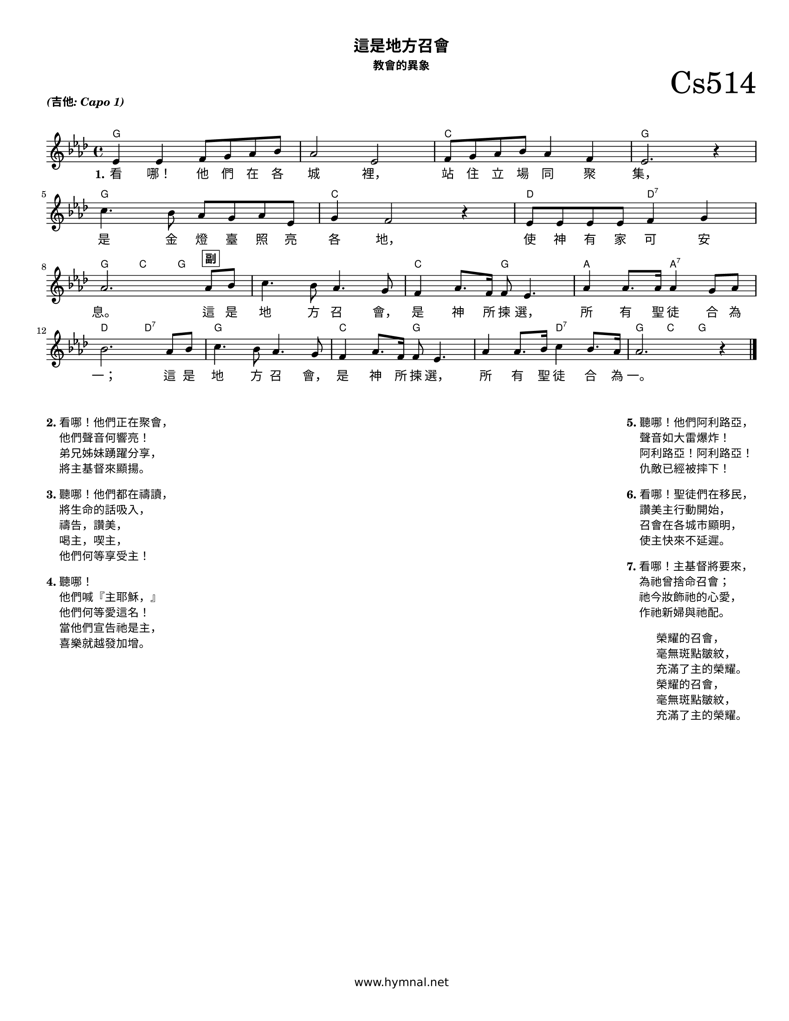 這是地方召會
教會的異象
Cs514
(吉他: Capo 1)
G C G
1. 看 哪！ 他 們 在 各 城 裡， 站 住 立 場 同 聚 集，
5 G C D D7
是 金 燈 臺 照 亮 各 地， 使 神 有 家 可 安
8 G C G 副 C G A A7
息。 這 是 地 方 召 會， 是 神 所 揀 選， 所 有 聖 徒 合 為
12 D D7 G C G D7 G C G
一； 這 是 地 方 召 會， 是 神 所 揀 選， 所 有 聖 徒 合 為 一。
2. 看哪！他們正在聚會，
他們聲音何響亮！
弟兄姊妹踴躍分享，
將主基督來顯揚。
3. 聽哪！他們都在禱讀，
將生命的話吸入，
禱告，讚美，
喝主，喫主，
他們何等享受主！
4. 聽哪！
他們喊『主耶穌，』
他們何等愛這名！
當他們宣告祂是主，
喜樂就越發加增。
5. 聽哪！他們阿利路亞，
聲音如大雷爆炸！
阿利路亞！阿利路亞！
仇敵已經被摔下！
6. 看哪！聖徒們在移民，
讚美主行動開始，
召會在各城市顯明，
使主快來不延遲。
7. 看哪！主基督將要來，
為祂曾捨命召會；
祂今妝飾祂的心愛，
作祂新婦與祂配。
榮耀的召會，
毫無斑點皺紋，
充滿了主的榮耀。
榮耀的召會，
毫無斑點皺紋，
充滿了主的榮耀。
www.hymnal.net